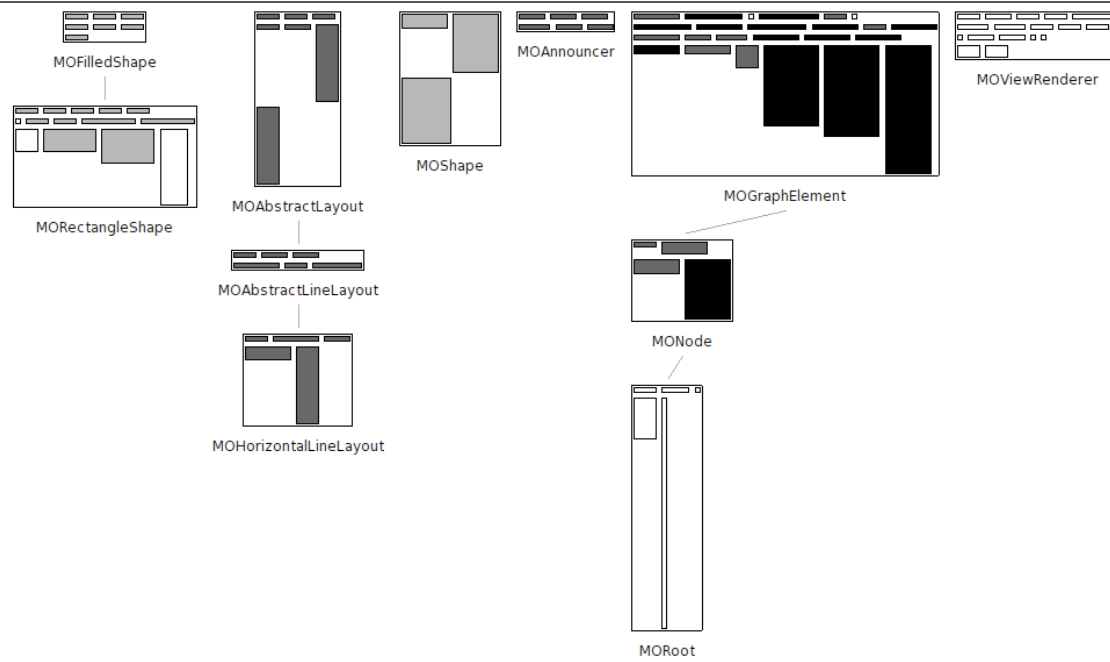 MOFilledShape
MORectangleShape
MOAbstractLayout
MOAbstractLineLayout
MOHorizontalLineLayout
MOShape
MOAnnouncer
MOGraphElement
MONode
MORoot
MOViewRenderer